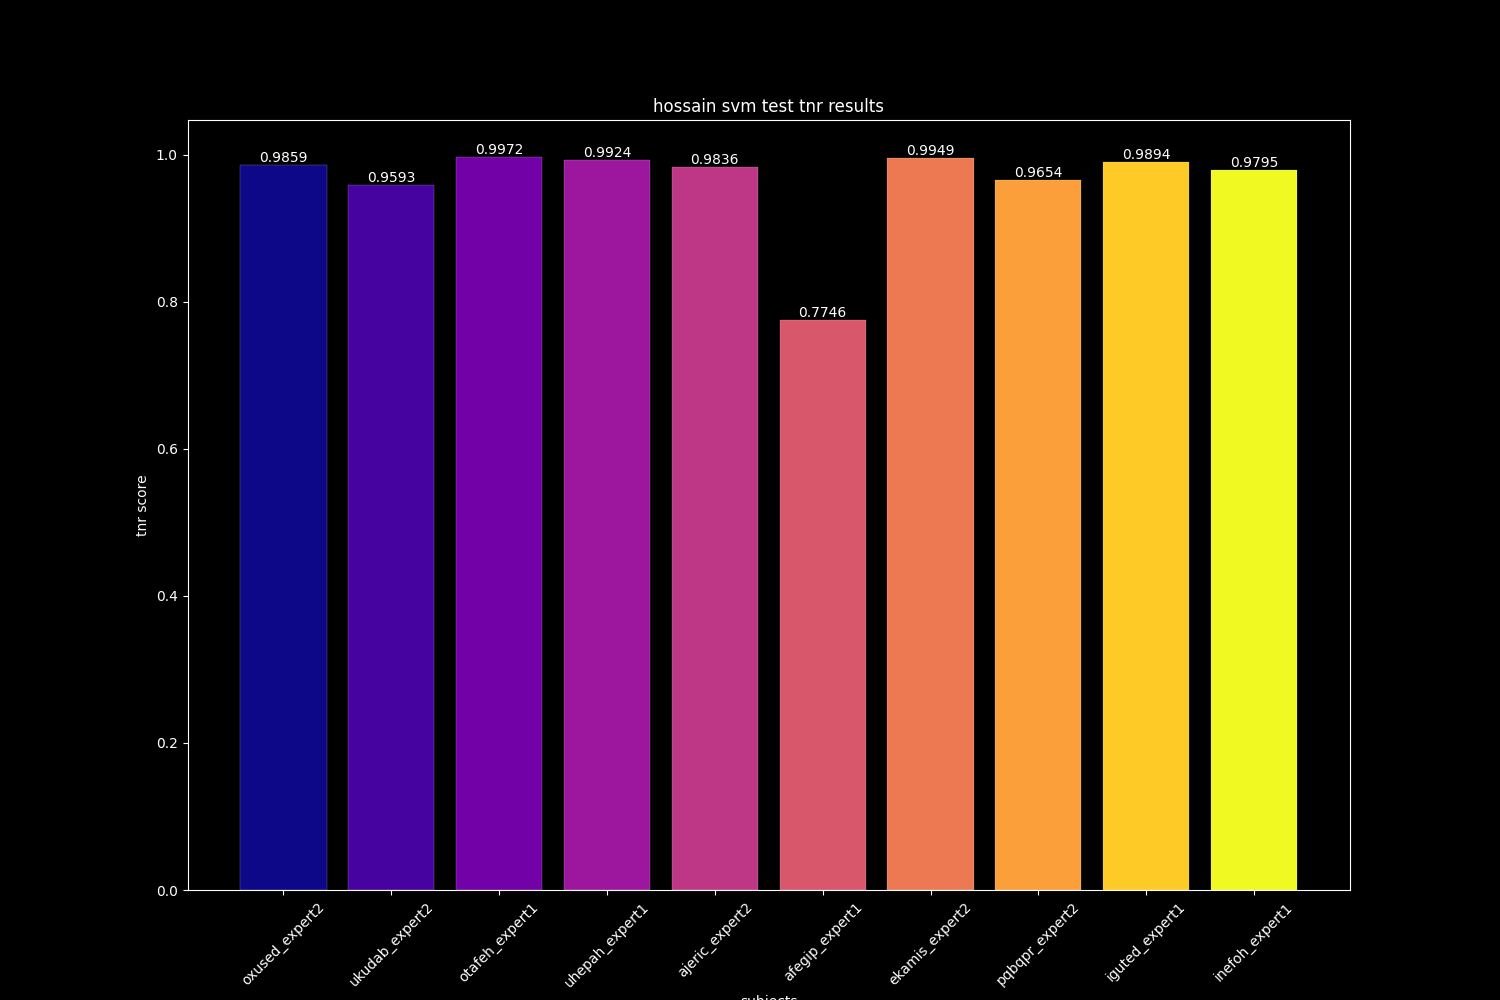 hossain svm test tnr results
0.9859
0.9593
0.9972
0.9924
0.9836
0.7746
0.9949
0.9654
0.9894
0.9795
1.0
0.8
0.6
0.4
0.2
0.0
tnr score
oxused_expert2
ukudab_expert2
otafeh_expert1
uhepah_expert1
ajeric_expert2
afegip_expert1
ekamis_expert2
pqbqpr_expert2
iguted_expert1
inefoh_expert1
subjects